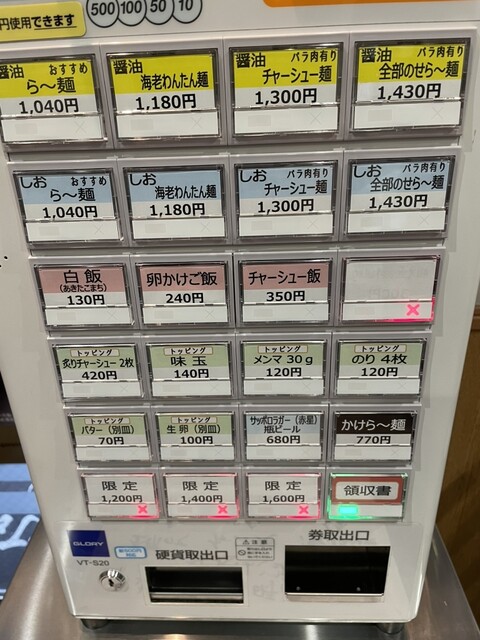 円使用できます
500 100 50 10
醤油 おすすめ
ら〜麺
1,040円
醤油
海老わんたん麺
1,180円
醤油 バラ肉有り
チャーシュー麺
1,300円
醤油 バラ肉有り
全部のせら〜麺
1,430円
しお おすすめ
ら〜麺
1,040円
しお
海老わんたん麺
1,180円
しお バラ肉有り
チャーシュー麺
1,300円
しお バラ肉有り
全部のせら〜麺
1,430円
白飯
(あきたこまち)
130円
卵かけご飯
240円
チャーシュー飯
350円
トッピング
炙りチャーシュー 2枚
420円
トッピング
味玉
140円
トッピング
メンマ 30g
120円
トッピング
のり 4枚
120円
トッピング
バター(別皿)
70円
トッピング
生卵(別皿)
100円
サッポロラガー(赤星)
瓶ビール
680円
かけら〜麺
770円
限定
1,200円
限定
1,400円
限定
1,600円
領収書
GLORY
VT-S20
硬貨取出口
注意
券取出口